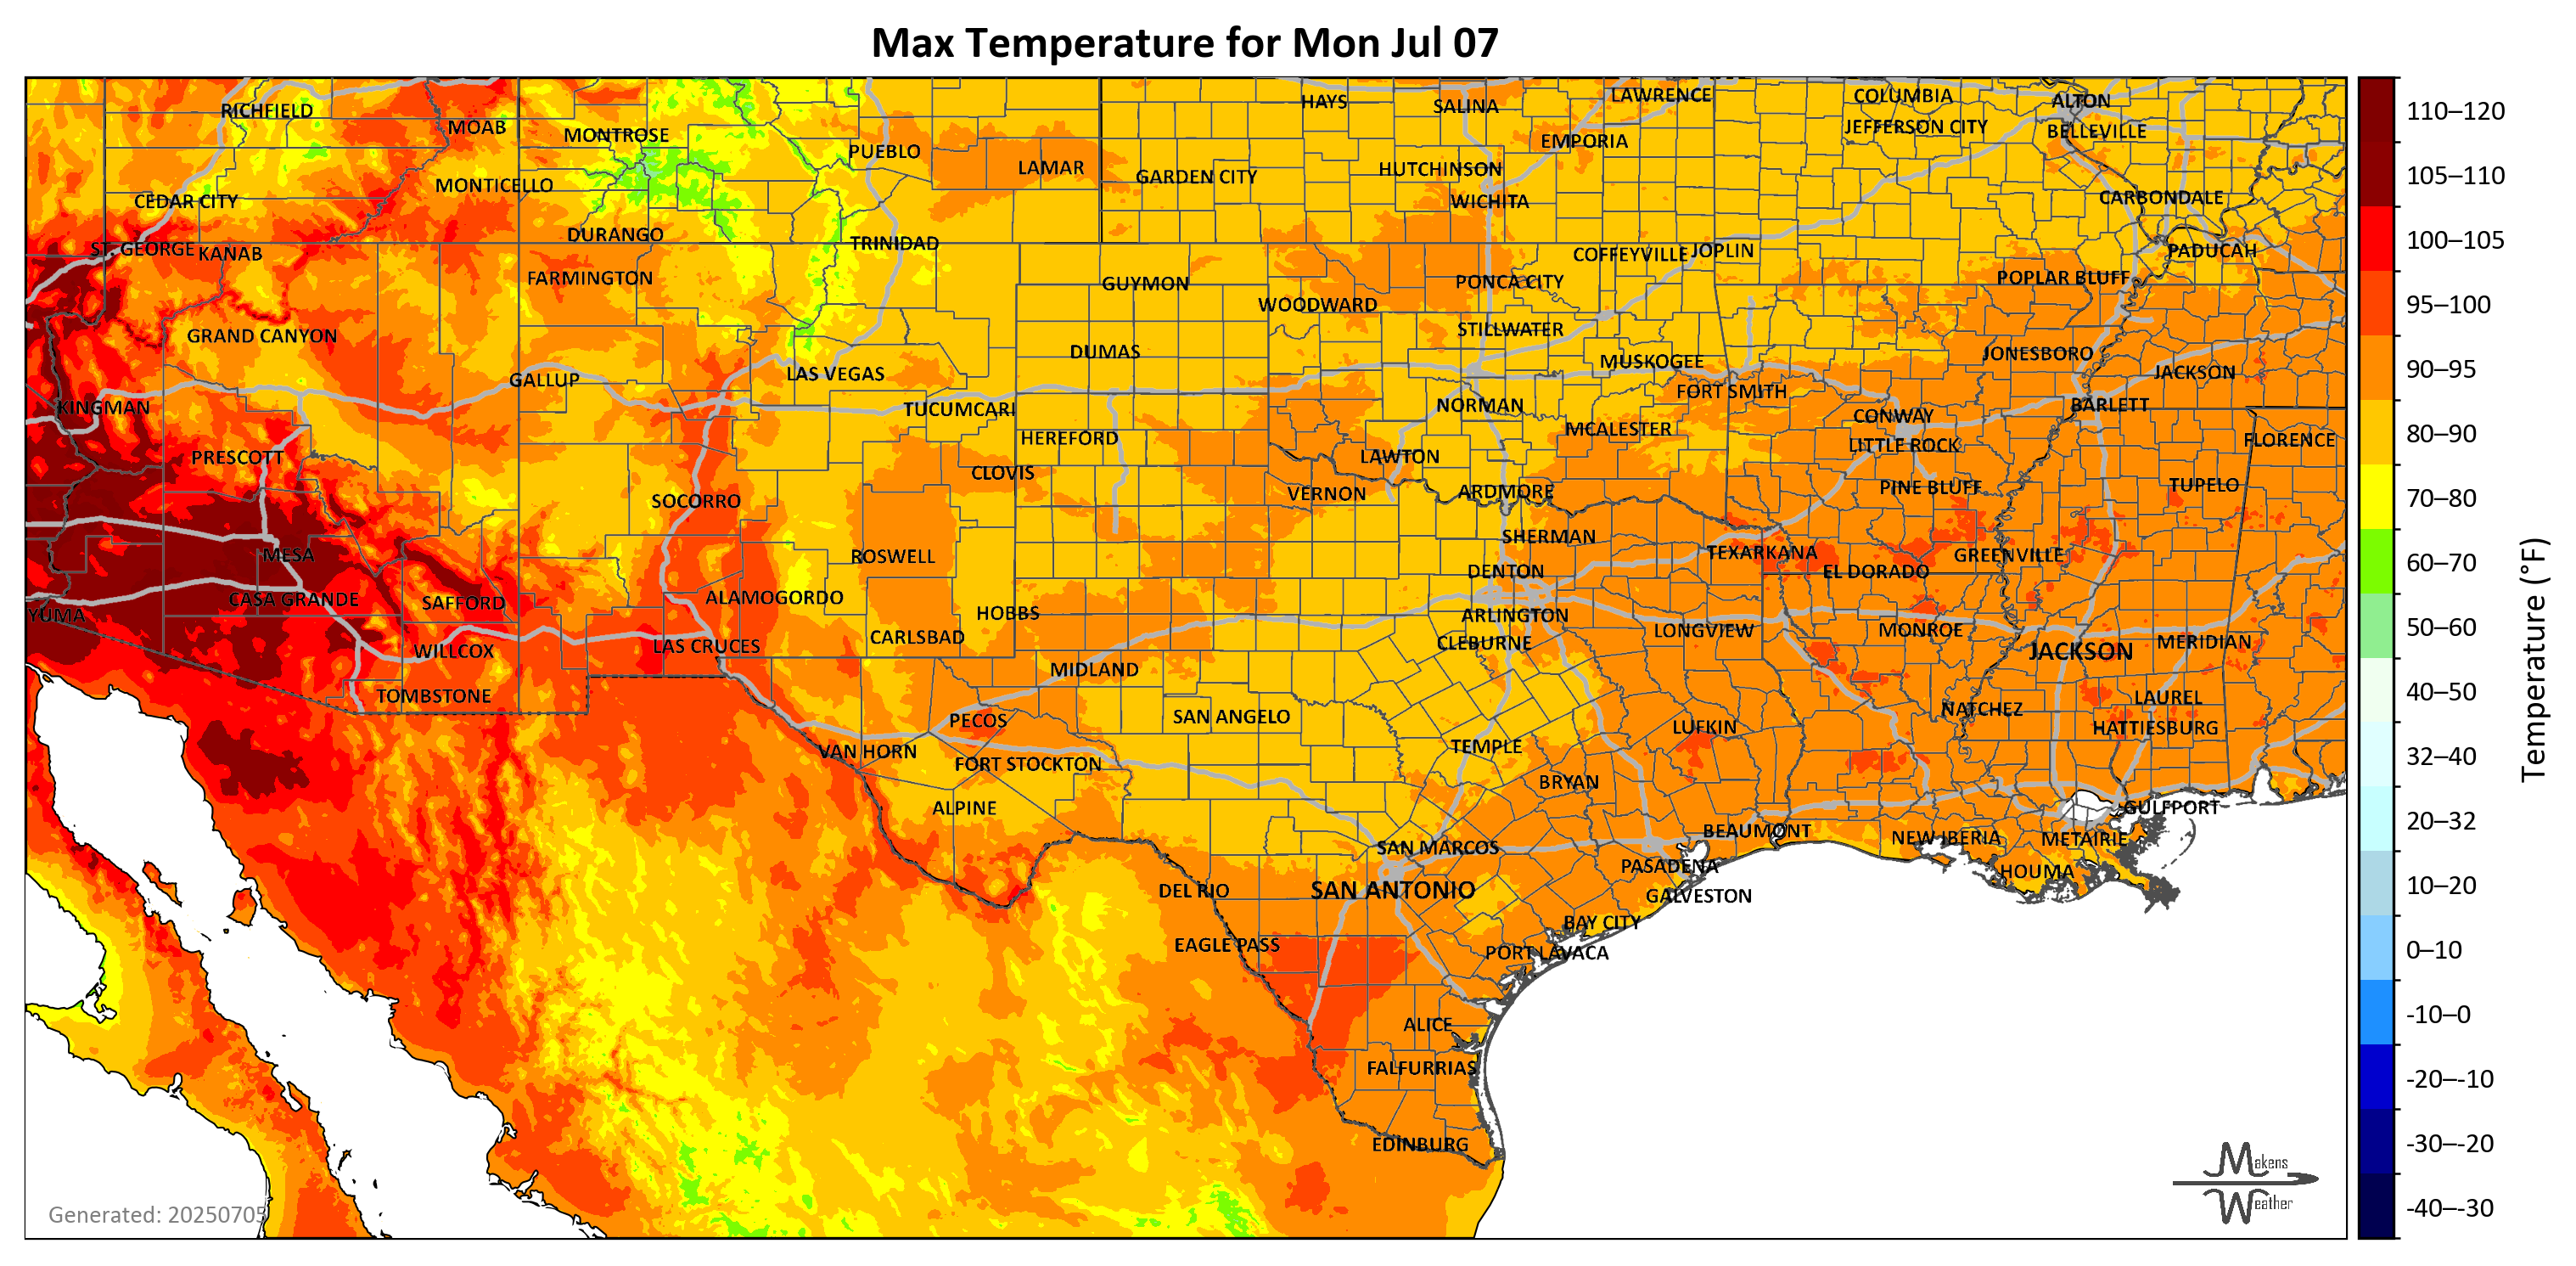 Max Temperature for Mon Jul 07
HAYS
SALINA
LAWRENCE
COLUMBIA
ALTON
RICHFIELD
MOAB
MONTROSE
PUEBLO
EMPORIA
JEFFERSON CITY
BELLEVILLE
LAMAR
GARDEN CITY
HUTCHINSON
MONTICELLO
CEDAR CITY
WICHITA
CARBONDALE
DURANGO
TRINIDAD
ST. GEORGE
KANAB
COFFEYVILLE
JOPLIN
PADUCAH
FARMINGTON
GUYMON
PONCA CITY
POPLAR BLUFF
WOODWARD
GRAND CANYON
STILLWATER
DUMAS
MUSKOGEE
JONESBORO
GALLUP
LAS VEGAS
FORT SMITH
JACKSON
KINGMAN
TUCUMCARI
NORMAN
CONWAY
BARLETT
HEREFORD
MCALESTER
LITTLE ROCK
FLORENCE
PRESCOTT
CLOVIS
LAWTON
SOCORRO
VERNON
ARDMORE
PINE BLUFF
TUPELO
MESA
ROSWELL
SHERMAN
TEXARKANA
GREENVILLE
DENTON
EL DORADO
CASA GRANDE
SAFFORD
ALAMOGORDO
YUMA
HOBBS
ARLINGTON
WILLCOX
LAS CRUCES
CARLSBAD
CLEBURNE
LONGVIEW
MONROE
JACKSON
MERIDIAN
MIDLAND
TOMBSTONE
PECOS
SAN ANGELO
LUFKIN
NATCHEZ
LAUREL
HATTIESBURG
VAN HORN
FORT STOCKTON
TEMPLE
BRYAN
ALPINE
GULFPORT
SAN MARCOS
BEAUMONT
NEW IBERIA
METAIRIE
PASADENA
HOUMA
DEL RIO
SAN ANTONIO
GALVESTON
EAGLE PASS
BAY CITY
PORT LAVACA
ALICE
FALFURRIAS
EDINBURG
Generated: 20250705
Makens
Weather
110–120
105–110
100–105
95–100
90–95
80–90
70–80
60–70
50–60
40–50
32–40
20–32
10–20
0–10
-10–0
-20–-10
-30–-20
-40–-30
Temperature (°F)